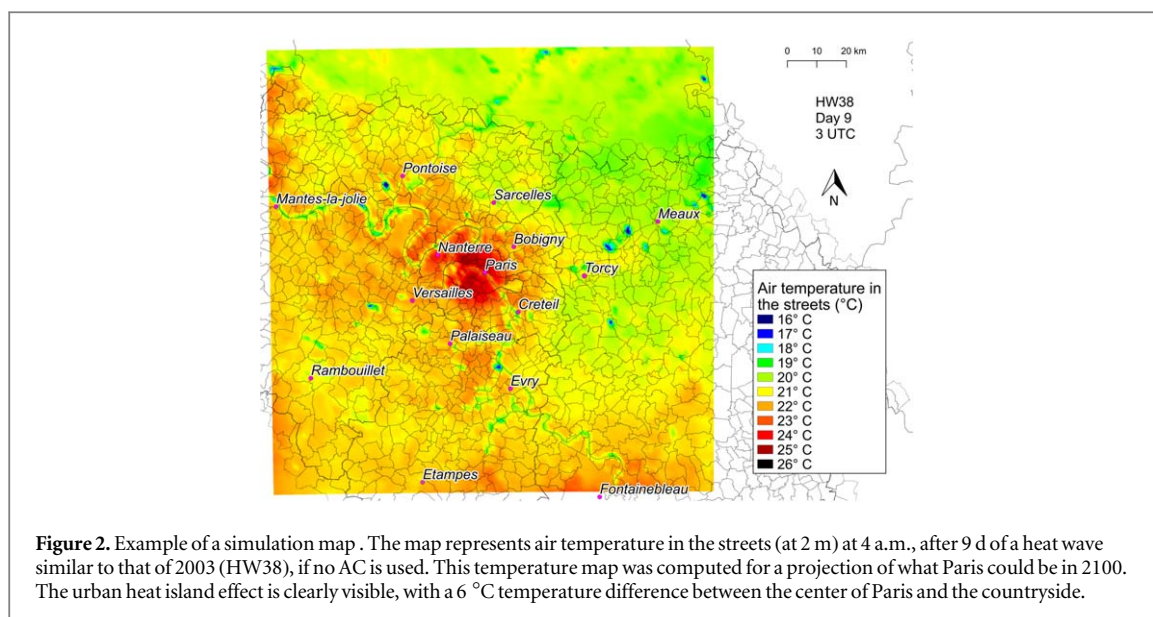 0 10 20 km
HW38
Day 9
3 UTC
N
Pontoise
Mantes-la-jolie
Sarcelles
Meaux
Nanterre
Bobigny
Paris
Torcy
Versailles
Creteil
Palaiseau
Rambouillet
Evry
Etampes
Fontainebleau
Air temperature in
the streets (°C)
16° C
17° C
18° C
19° C
20° C
21° C
22° C
23° C
24° C
25° C
26° C
Figure 2. Example of a simulation map . The map represents air temperature in the streets (at 2 m) at 4 a.m., after 9 d of a heat wave
similar to that of 2003 (HW38), if no AC is used. This temperature map was computed for a projection of what Paris could be in 2100.
The urban heat island effect is clearly visible, with a 6 °C temperature difference between the center of Paris and the countryside.